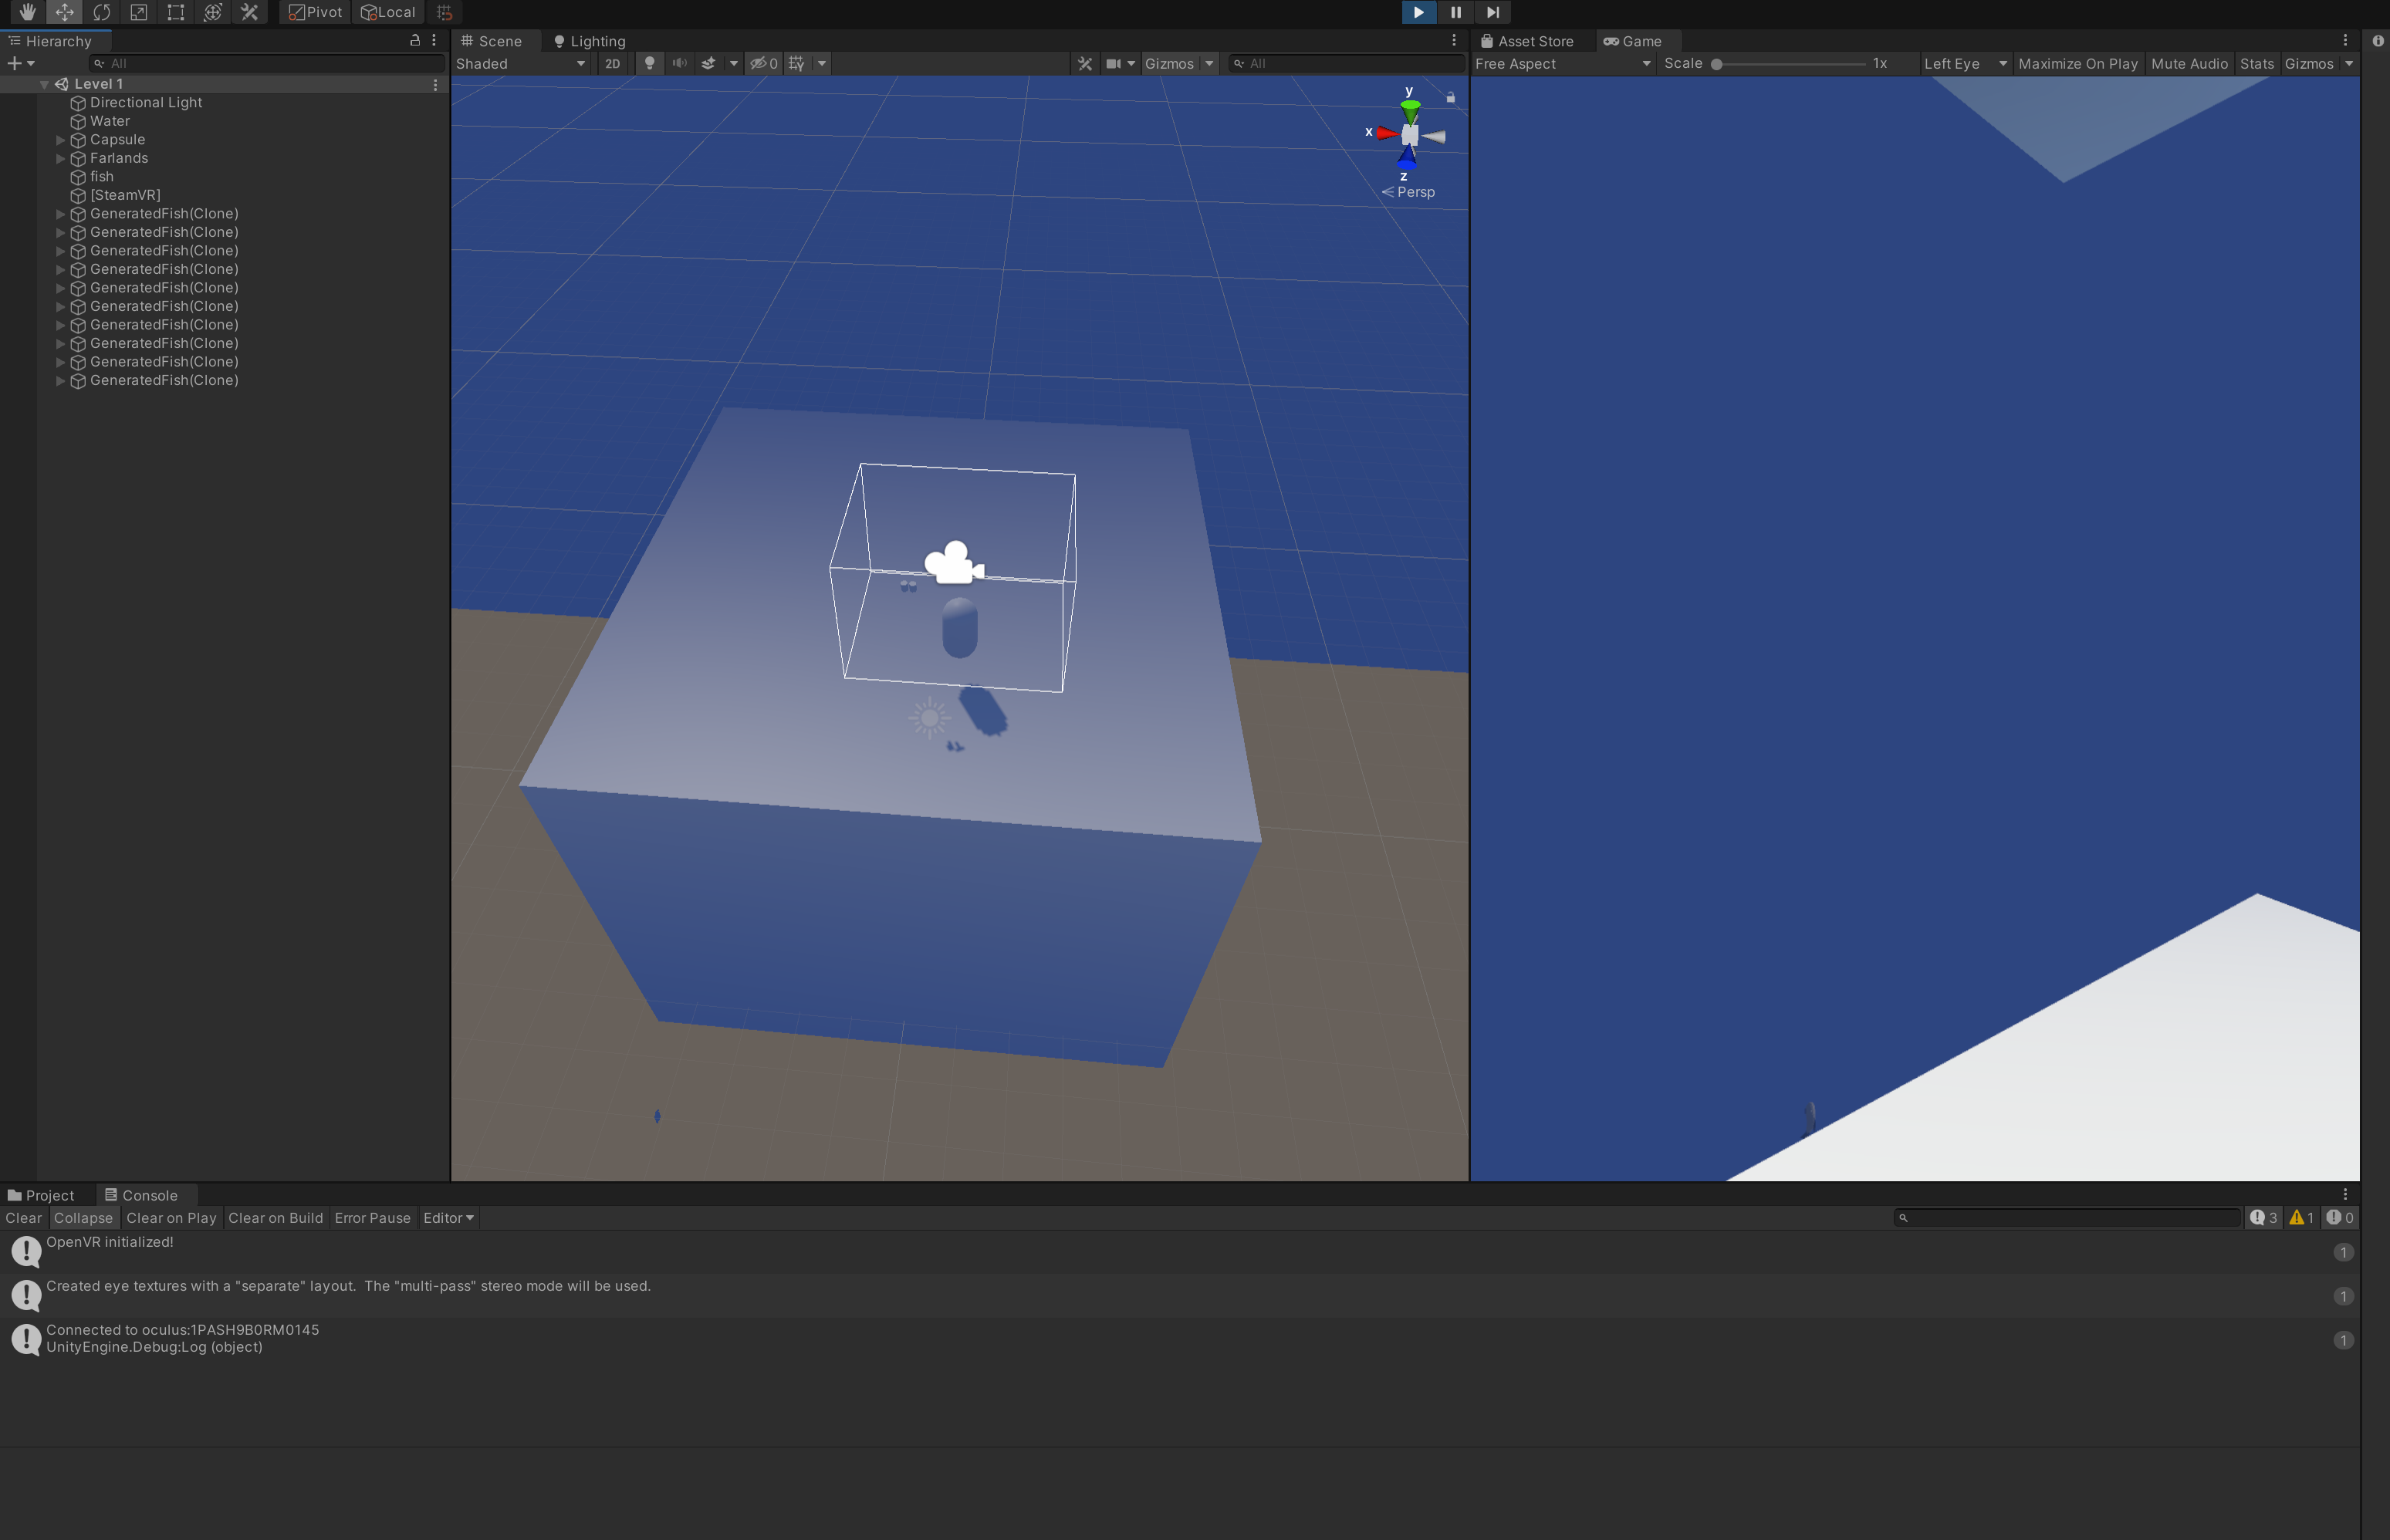 Pivot Local
Hierarchy
All
Level 1
Directional Light
Water
Capsule
Farlands
fish
[SteamVR]
GeneratedFish(Clone)
GeneratedFish(Clone)
GeneratedFish(Clone)
GeneratedFish(Clone)
GeneratedFish(Clone)
GeneratedFish(Clone)
GeneratedFish(Clone)
GeneratedFish(Clone)
GeneratedFish(Clone)
GeneratedFish(Clone)
Scene Lighting
Shaded 2D 0 Gizmos All
y
x
z
Persp
Asset Store Game
Free Aspect Scale 1x Left Eye Maximize On Play Mute Audio Stats Gizmos
Project Console
Clear Collapse Clear on Play Clear on Build Error Pause Editor 3 1 0
OpenVR initialized!
1
Created eye textures with a "separate" layout.  The "multi-pass" stereo mode will be used.
1
Connected to oculus:1PASH9B0RM0145
UnityEngine.Debug:Log (object)
1